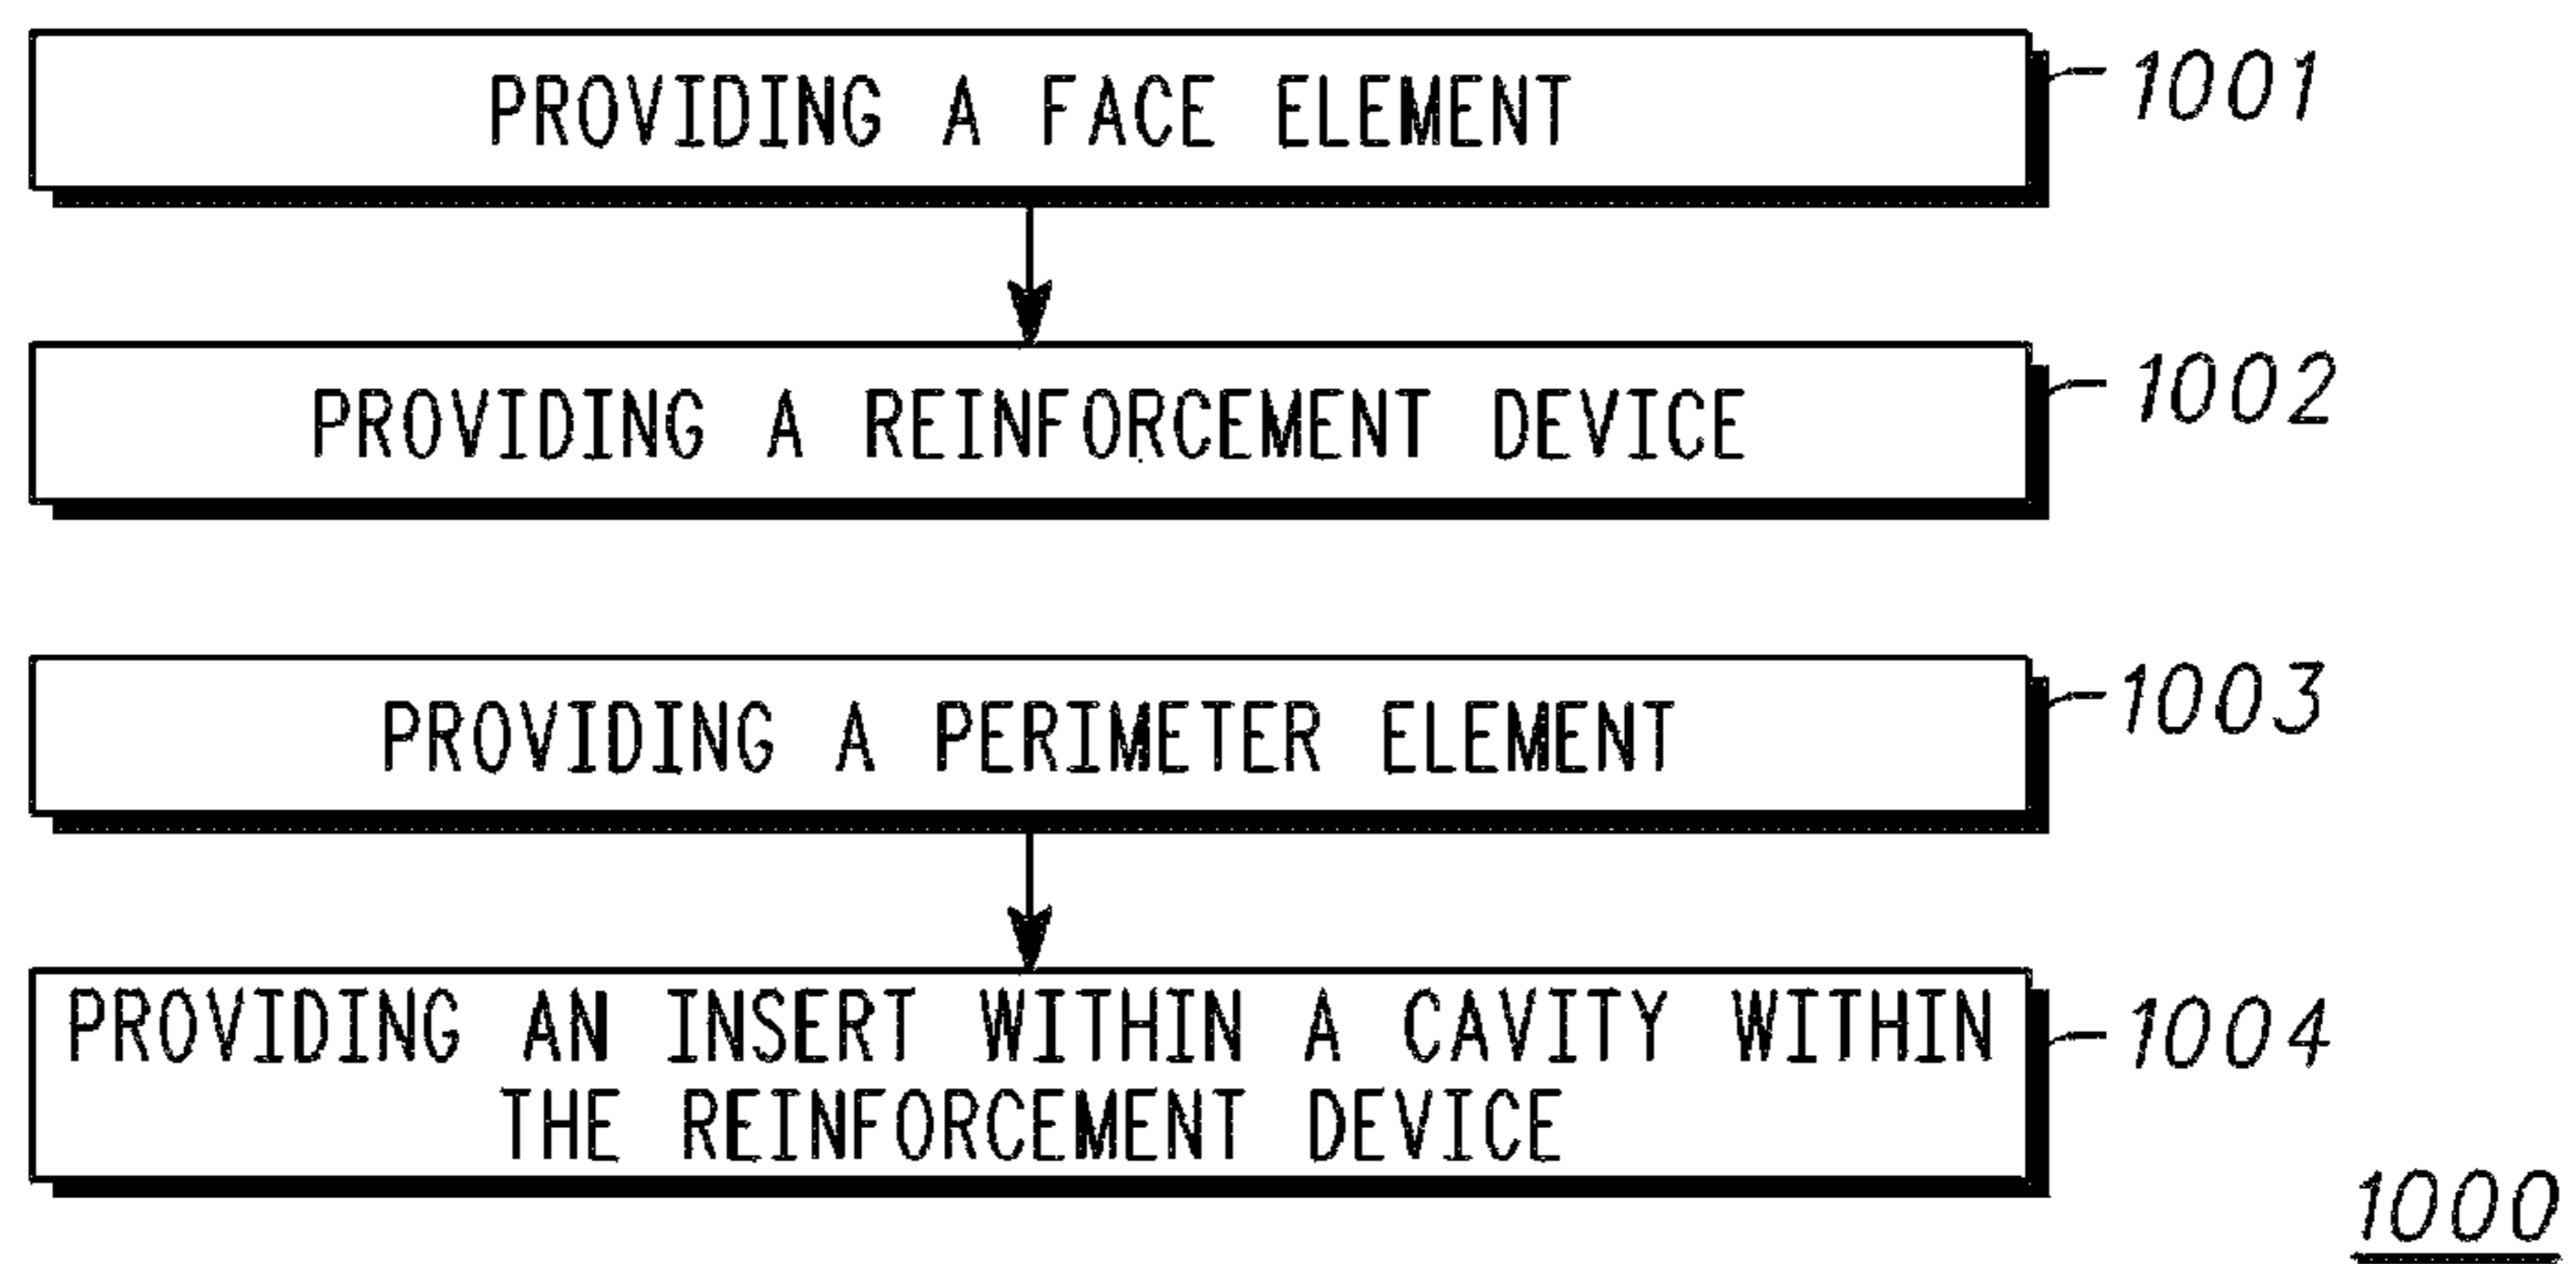 PROVIDING A FACE ELEMENT
1001
PROVIDING A REINFORCEMENT DEVICE
1002
PROVIDING A PERIMETER ELEMENT
1003
PROVIDING AN INSERT WITHIN A CAVITY WITHIN
THE REINFORCEMENT DEVICE
1004
1000